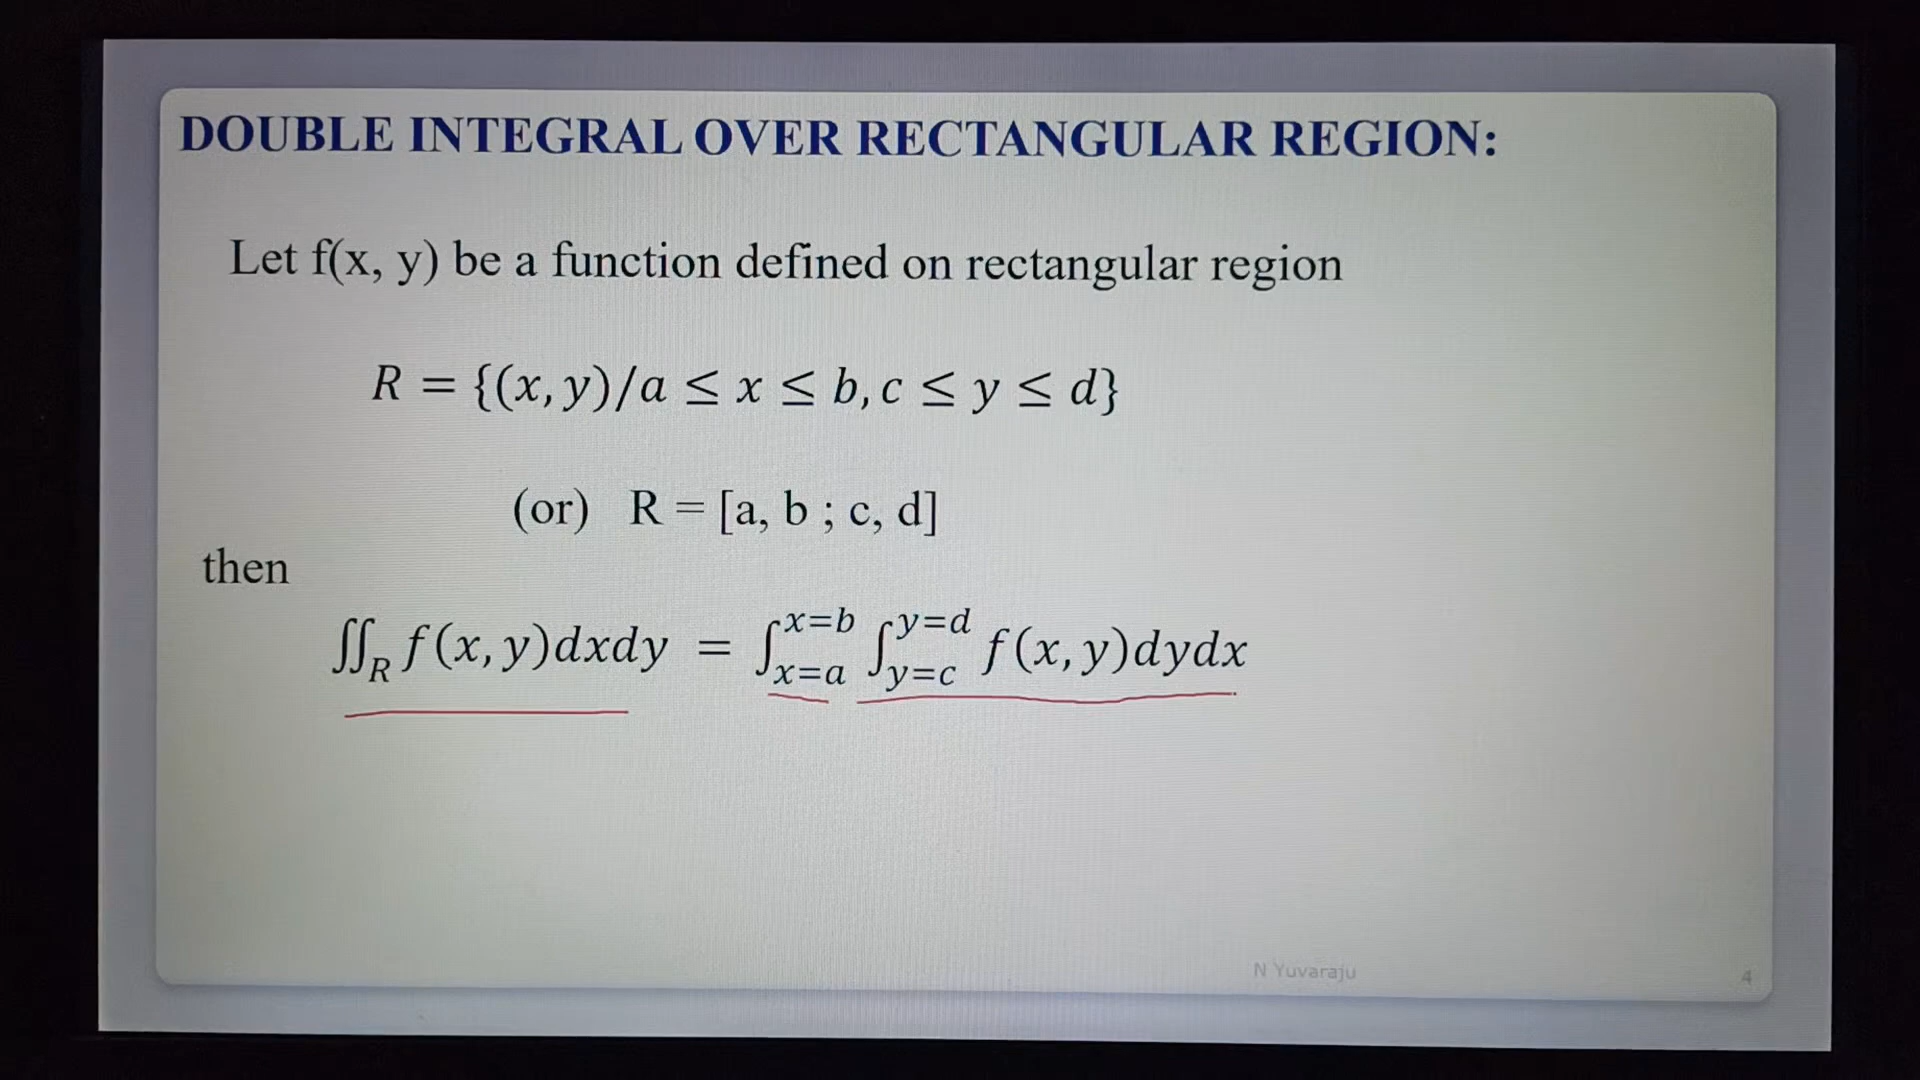 DOUBLE INTEGRAL OVER RECTANGULAR REGION:
Let f(x, y) be a function defined on rectangular region
R = {(x, y)/a ≤ x ≤ b, c ≤ y ≤ d}
(or) R = [a, b ; c, d]
then
∬_R f(x, y)dxdy = ∫_{x=a}^{x=b} ∫_{y=c}^{y=d} f(x, y)dydx
N Yuvaraju
4